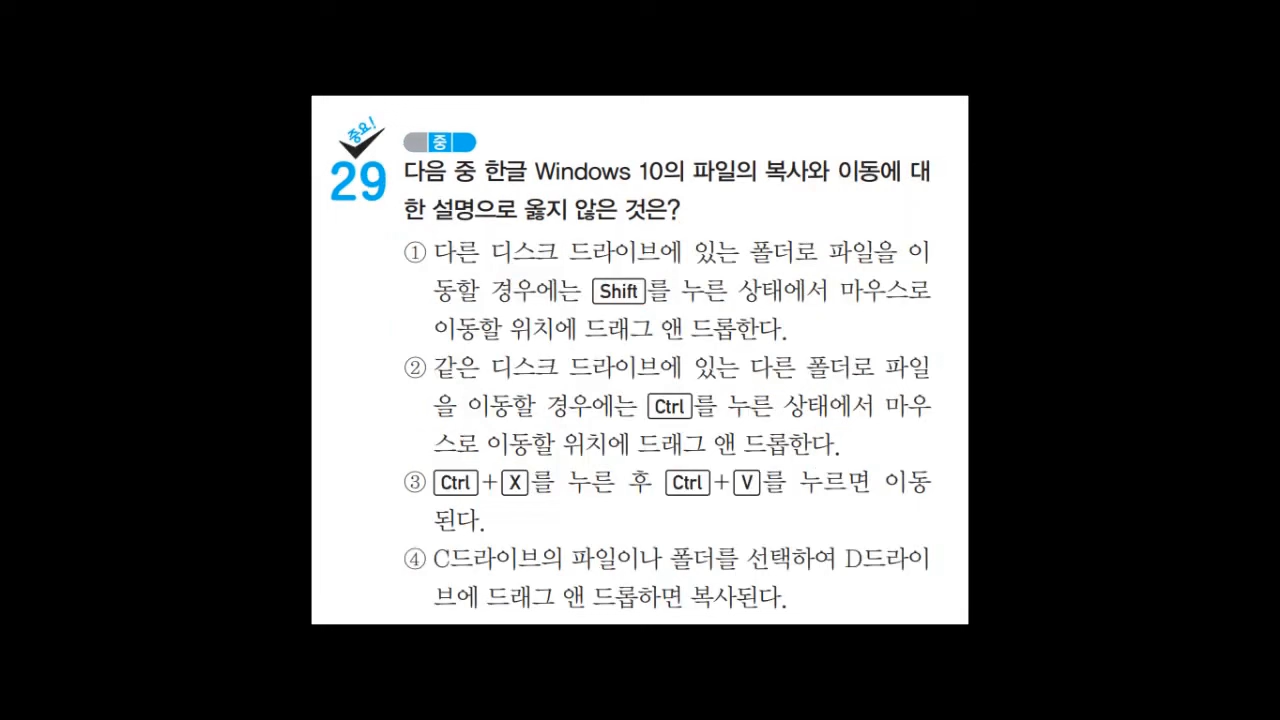 중요!
중
29
다음 중 한글 Windows 10의 파일의 복사와 이동에 대
한 설명으로 옳지 않은 것은?
① 다른 디스크 드라이브에 있는 폴더로 파일을 이
동할 경우에는 Shift를 누른 상태에서 마우스로
이동할 위치에 드래그 앤 드롭한다.
② 같은 디스크 드라이브에 있는 다른 폴더로 파일
을 이동할 경우에는 Ctrl를 누른 상태에서 마우
스로 이동할 위치에 드래그 앤 드롭한다.
③ Ctrl+X를 누른 후 Ctrl+V를 누르면 이동
된다.
④ C드라이브의 파일이나 폴더를 선택하여 D드라이
브에 드래그 앤 드롭하면 복사된다.